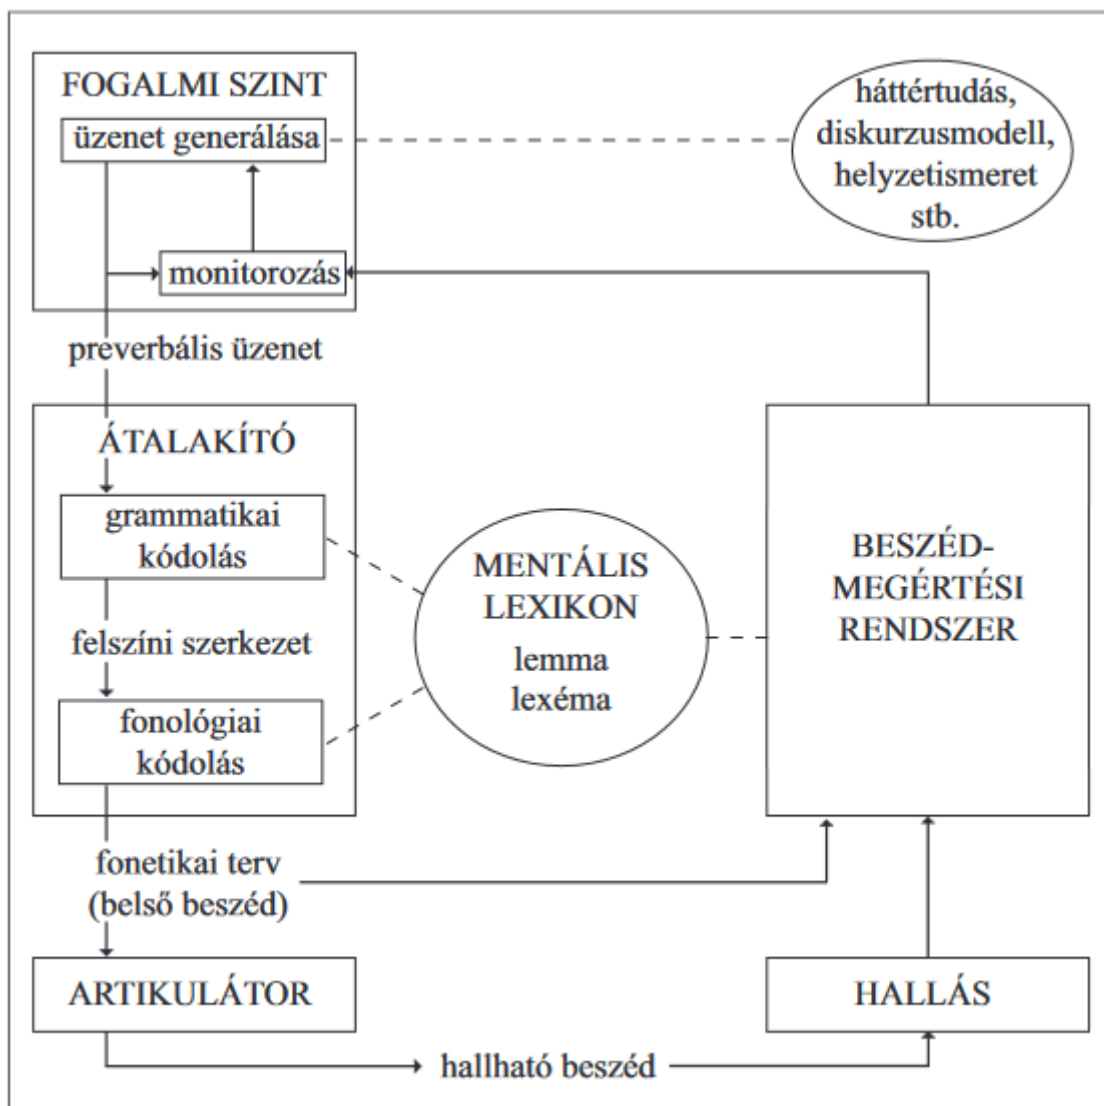 FOGALMI SZINT
üzenet generálása
háttértudás,
diskurzusmodell,
helyzetismeret
stb.
monitorozás
preverbális üzenet
ÁTALAKÍTÓ
grammatikai
kódolás
felszíni szerkezet
fonológiai
kódolás
MENTÁLIS
LEXIKON
lemma
lexéma
BESZÉD-
MEGÉRTÉSI
RENDSZER
fonetikai terv
(belső beszéd)
ARTIKULÁTOR
HALLÁS
hallható beszéd